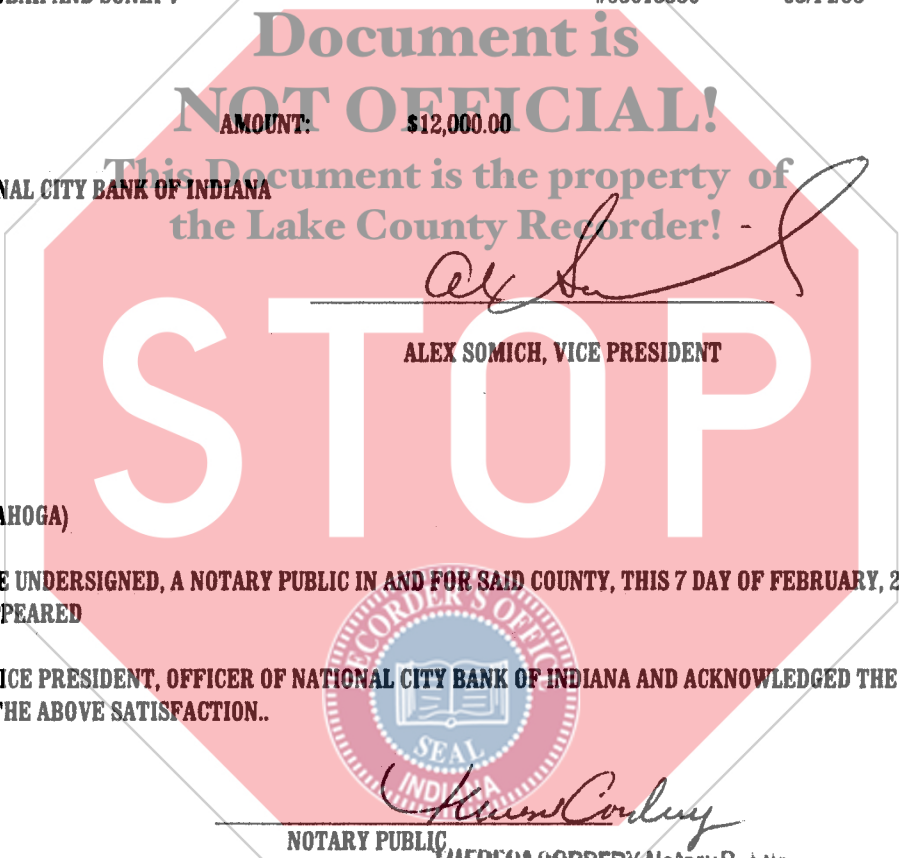 Document is
NOT OFFICIAL!
AMOUNT: $12,000.00
This Document is the property of
NAL CITY BANK OF INDIANA
the Lake County Recorder!
Alex
ALEX SOMICH, VICE PRESIDENT
STOP
AHOGA)
E UNDERSIGNED, A NOTARY PUBLIC IN AND FOR SAID COUNTY, THIS 7 DAY OF FEBRUARY, 2
PEARED
RECORDER'S OFFICE
ICE PRESIDENT, OFFICER OF NATIONAL CITY BANK OF INDIANA AND ACKNOWLEDGED THE
HE ABOVE SATISFACTION..
SEAL
INDIANA
NOTARY PUBLIC
Notary Public